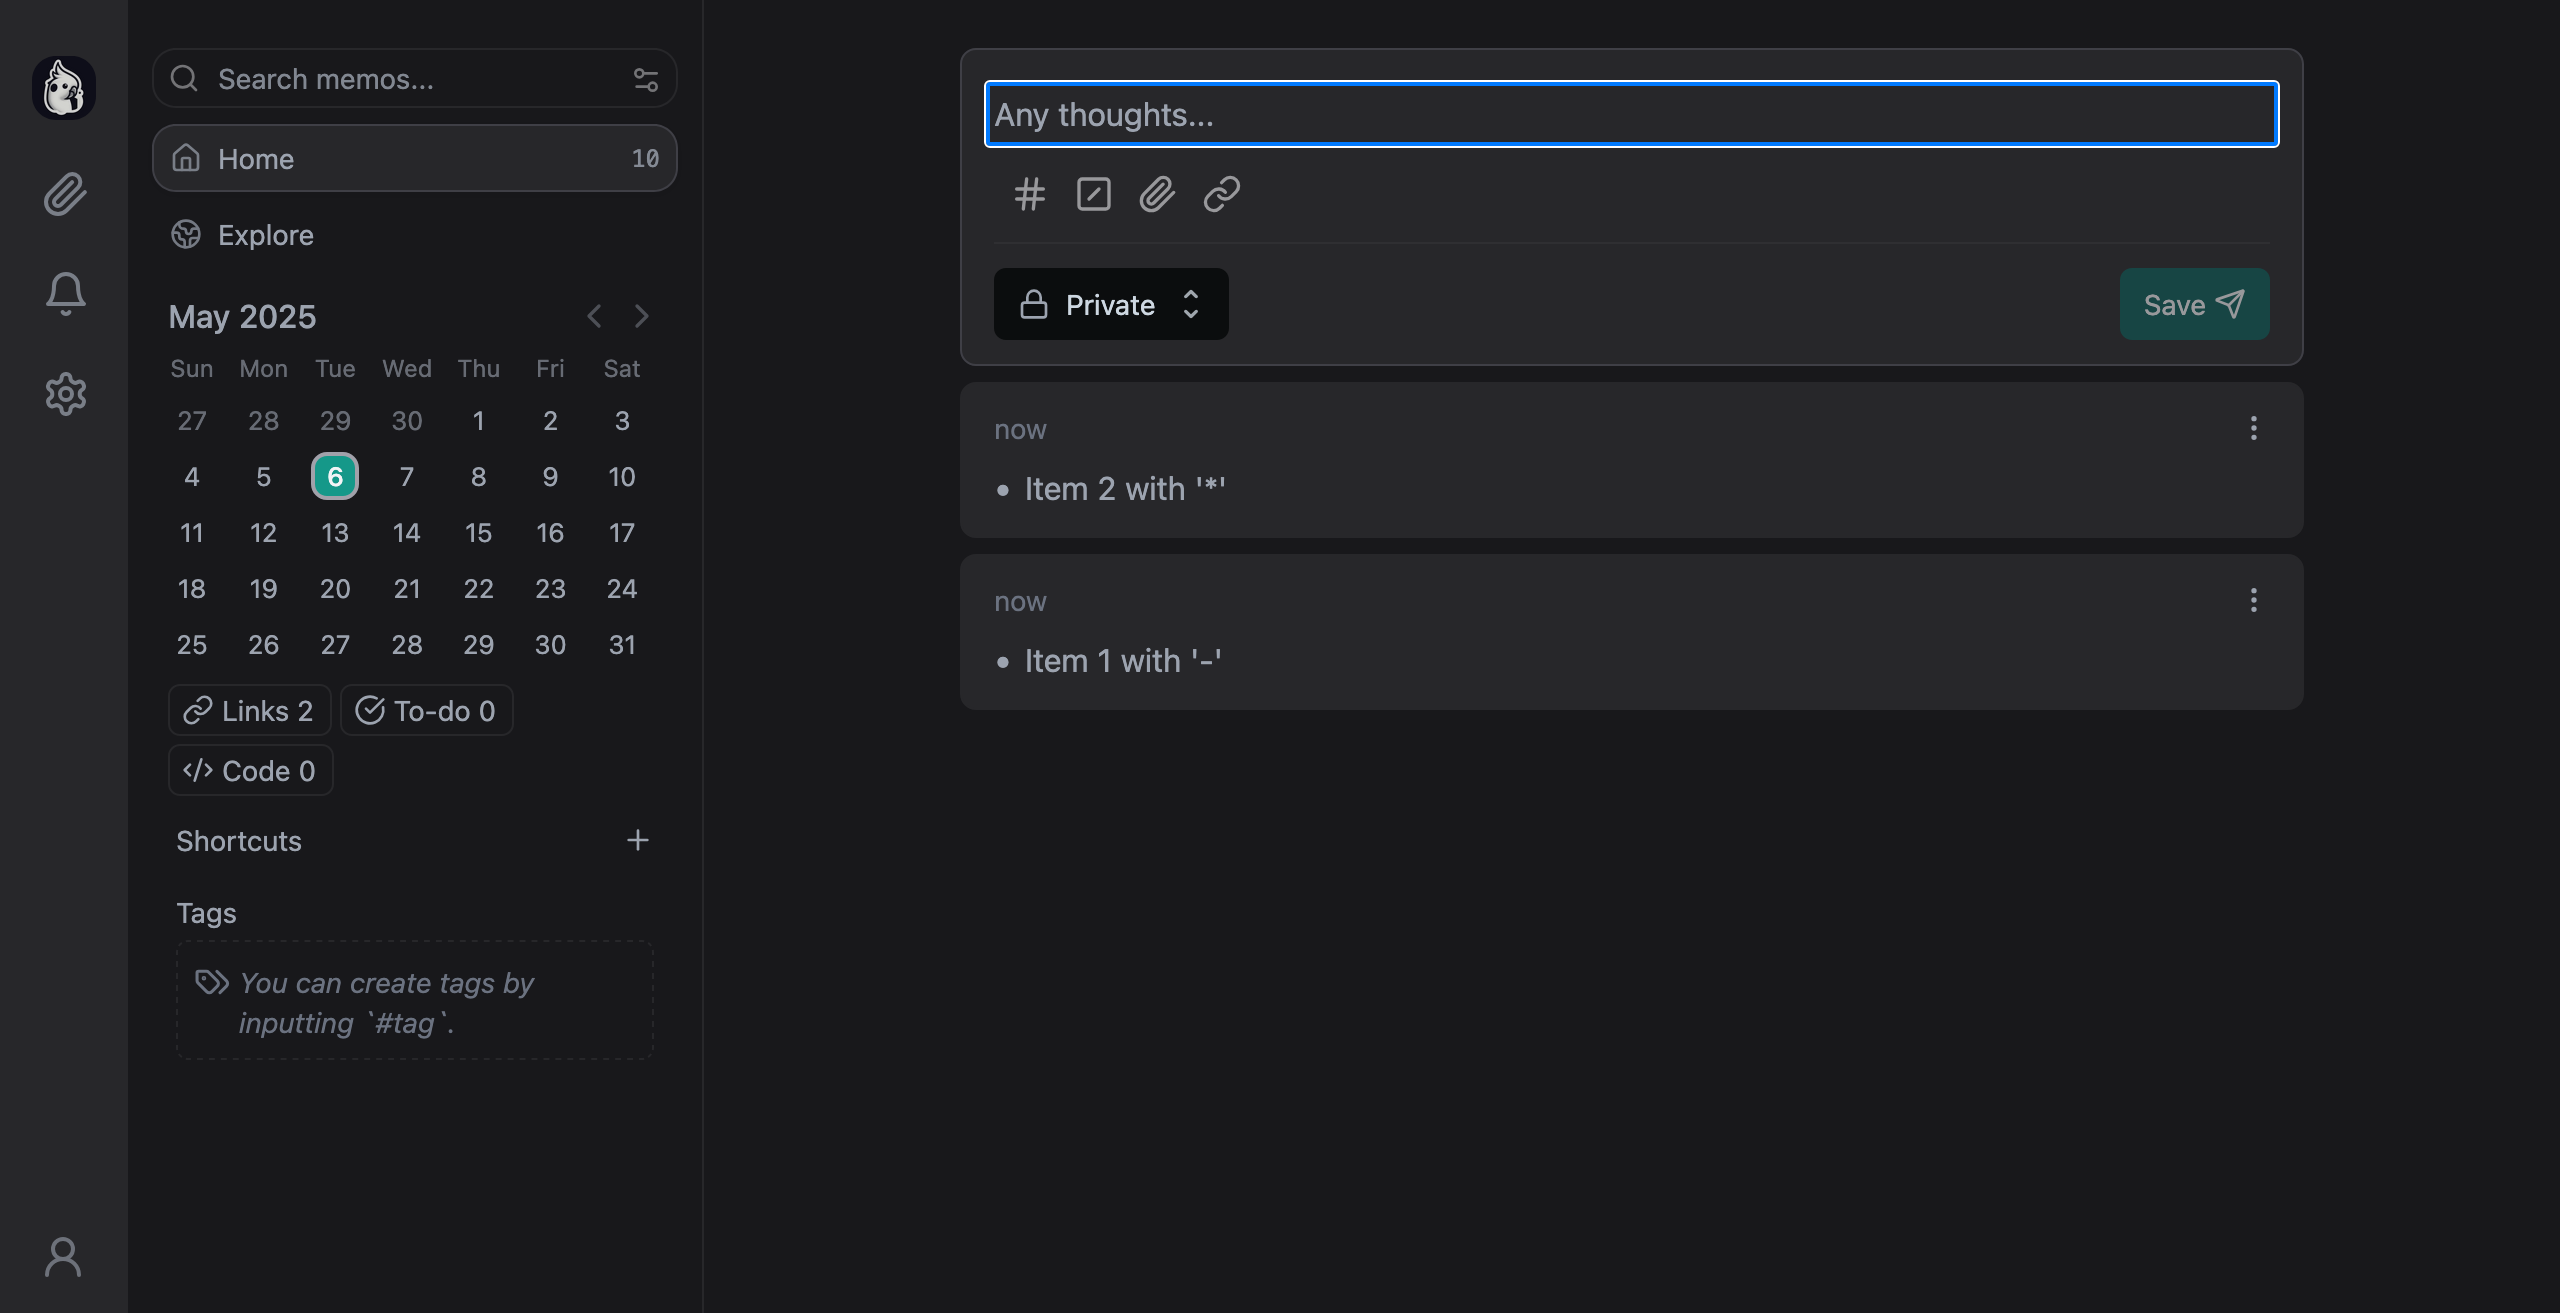 Search memos...
Home 10
Explore
May 2025
Sun Mon Tue Wed Thu Fri Sat
27 28 29 30 1 2 3
4 5 6 7 8 9 10
11 12 13 14 15 16 17
18 19 20 21 22 23 24
25 26 27 28 29 30 31
Links 2 To-do 0
Code 0
Shortcuts
Tags
You can create tags by
inputting `#tag`.
Any thoughts...
Private
Save
now
• Item 2 with '*'
now
• Item 1 with '-'